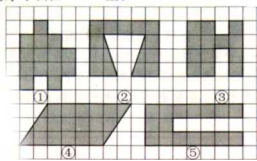 ① ② ③
④ ⑤